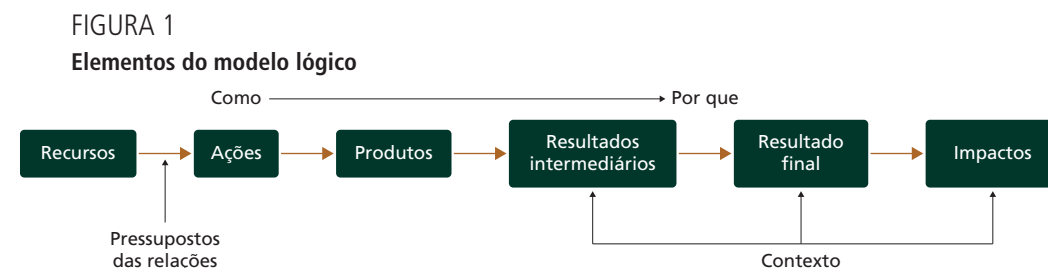 FIGURA 1
Elementos do modelo lógico
Como
Por que
Recursos
Ações
Produtos
Resultados
intermediários
Resultado
final
Impactos
Pressupostos
das relações
Contexto